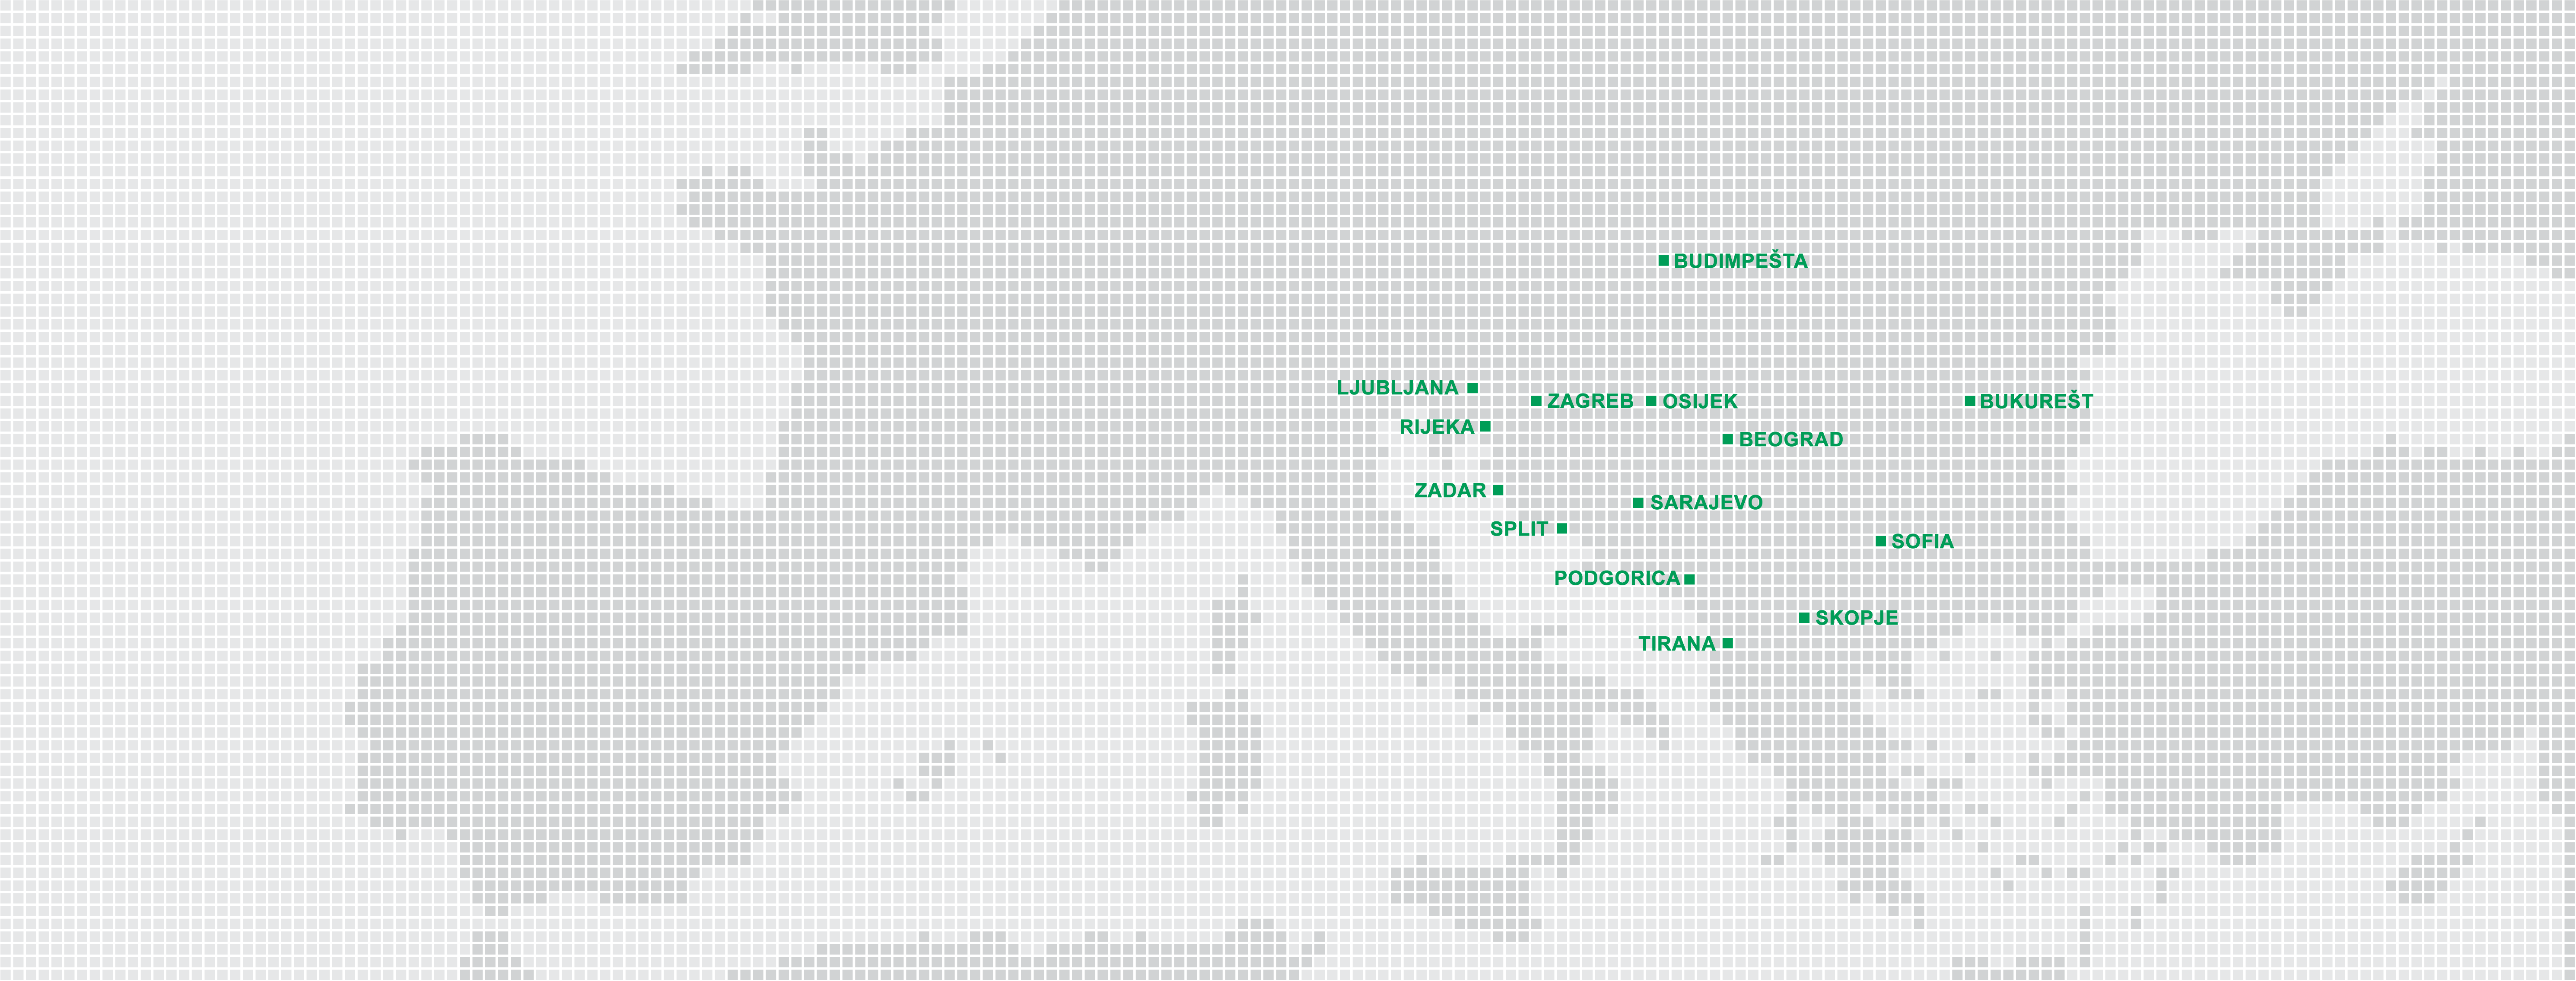 BUDIMPEŠTA
LJUBLJANA
ZAGREB
OSIJEK
BUKUREŠT
RIJEKA
BEOGRAD
ZADAR
SARAJEVO
SPLIT
SOFIA
PODGORICA
SKOPJE
TIRANA